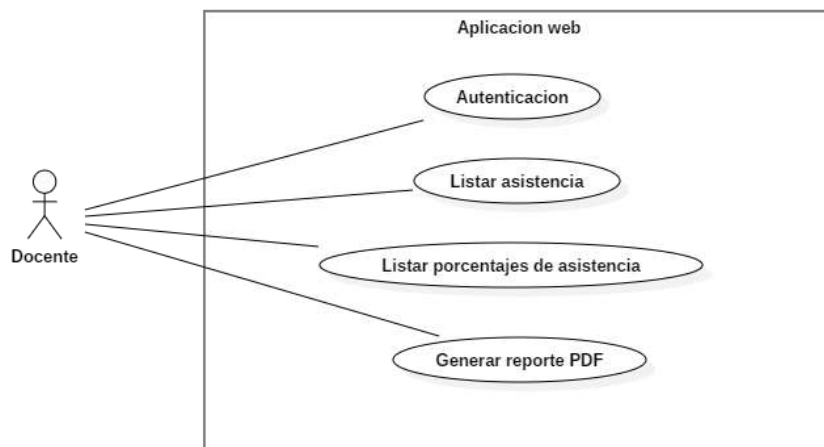 Aplicacion web
Autenticacion
Listar asistencia
Docente
Listar porcentajes de asistencia
Generar reporte PDF